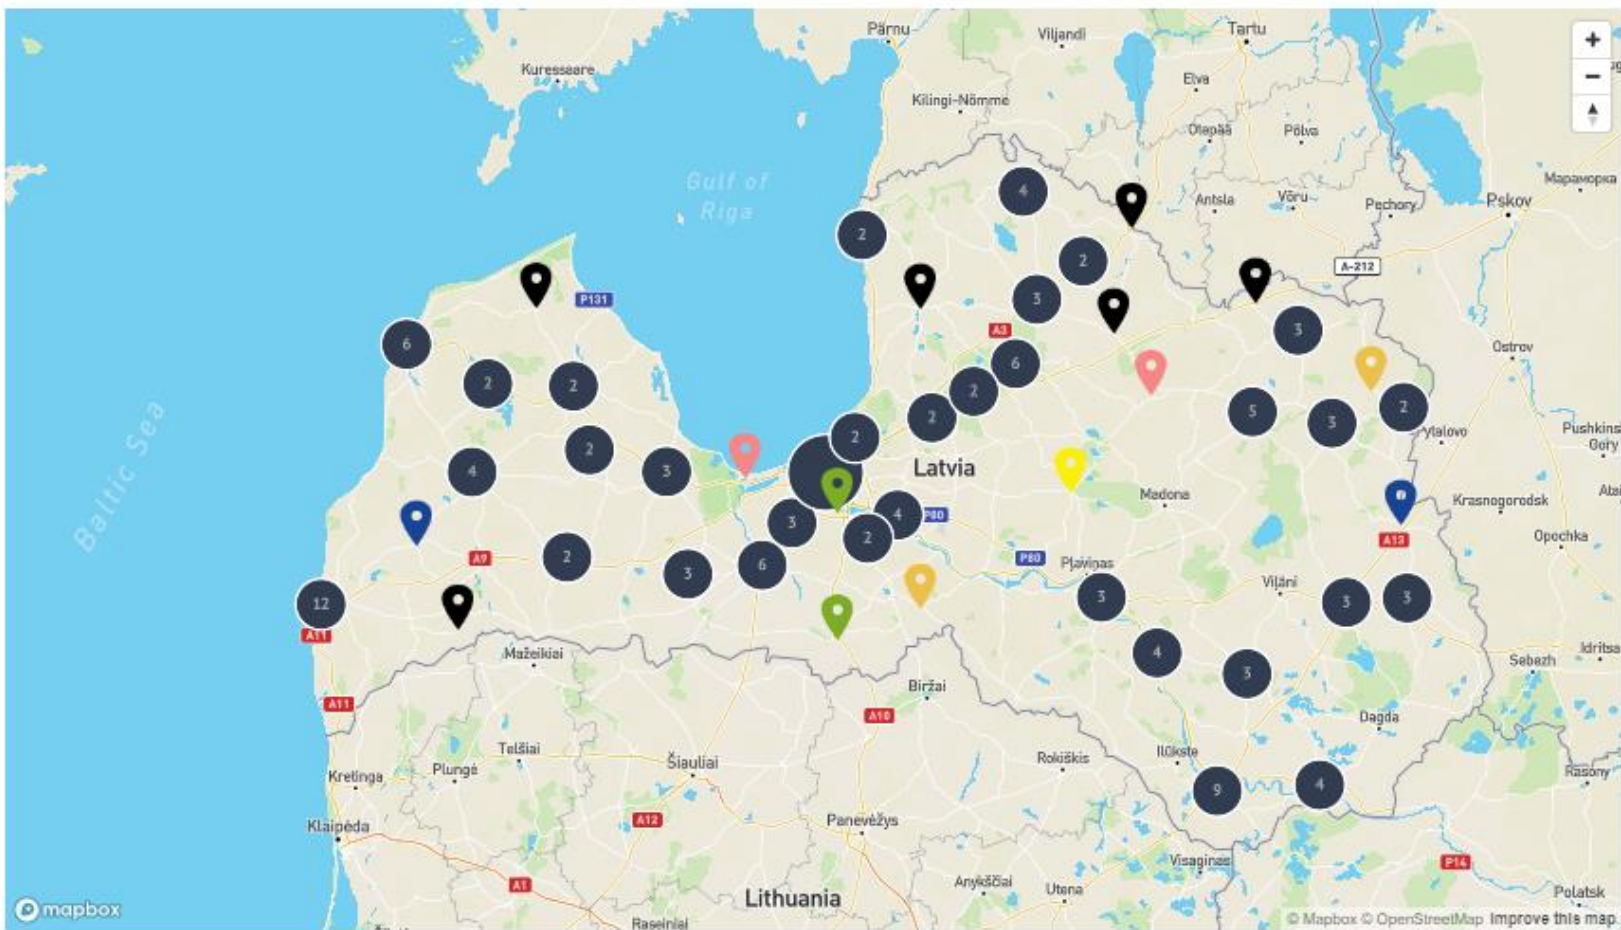 Pärnu
Viljandi
Tartu
Kuressaare
Elva
Kilingi-Nõmme
Otepää
Põlva
Gulf of
Riga
Antsla
Võru
Pechory
Pskov
Мараморка
4
2
2
A-212
P131
3
A3
3
6
6
Ostrov
2
2
2
2
5
3
2
2
Pushkins
Gory
2
3
4
Latvia
Baltic Sea
Madona
Krasnogorodsk
3
4
P80
2
A13
Opochka
A9
2
3
6
P80
Pļaviņas
3
Viļāni
3
3
12
A11
Mažeikiai
4
3
Sebezh
Idritsa
Biržai
A11
A10
Dagda
Telšiai
Plungė
Kretinga
Šiauliai
Rokiškis
Ilūkste
9
4
Rasony
Klaipėda
A12
Panevėžys
Visaginas
P14
A1
Lithuania
Anykščiai
Utena
Polatsk
mapbox
Raseiniai
© Mapbox © OpenStreetMap Improve this map